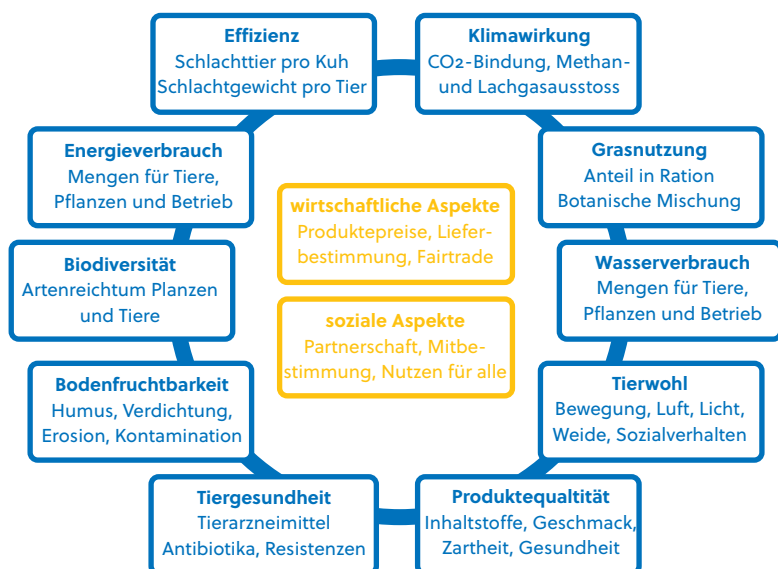 Effizienz
Schlachttier pro Kuh
Schlachtgewicht pro Tier
Klimawirkung
CO2-Bindung, Methan-
und Lachgasausstoss
Energieverbrauch
Mengen für Tiere,
Pflanzen und Betrieb
Grasnutzung
Anteil in Ration
Botanische Mischung
wirtschaftliche Aspekte
Produktepreise, Liefer-
bestimmung, Fairtrade
Biodiversität
Artenreichtum Planzen
und Tiere
Wasserverbrauch
Mengen für Tiere,
Pflanzen und Betrieb
soziale Aspekte
Partnerschaft, Mitbe-
stimmung, Nutzen für alle
Bodenfruchtbarkeit
Humus, Verdichtung,
Erosion, Kontamination
Tierwohl
Bewegung, Luft, Licht,
Weide, Sozialverhalten
Tiergesundheit
Tierarzneimittel
Antibiotika, Resistenzen
Produktequaltität
Inhaltstoffe, Geschmack,
Zartheit, Gesundheit